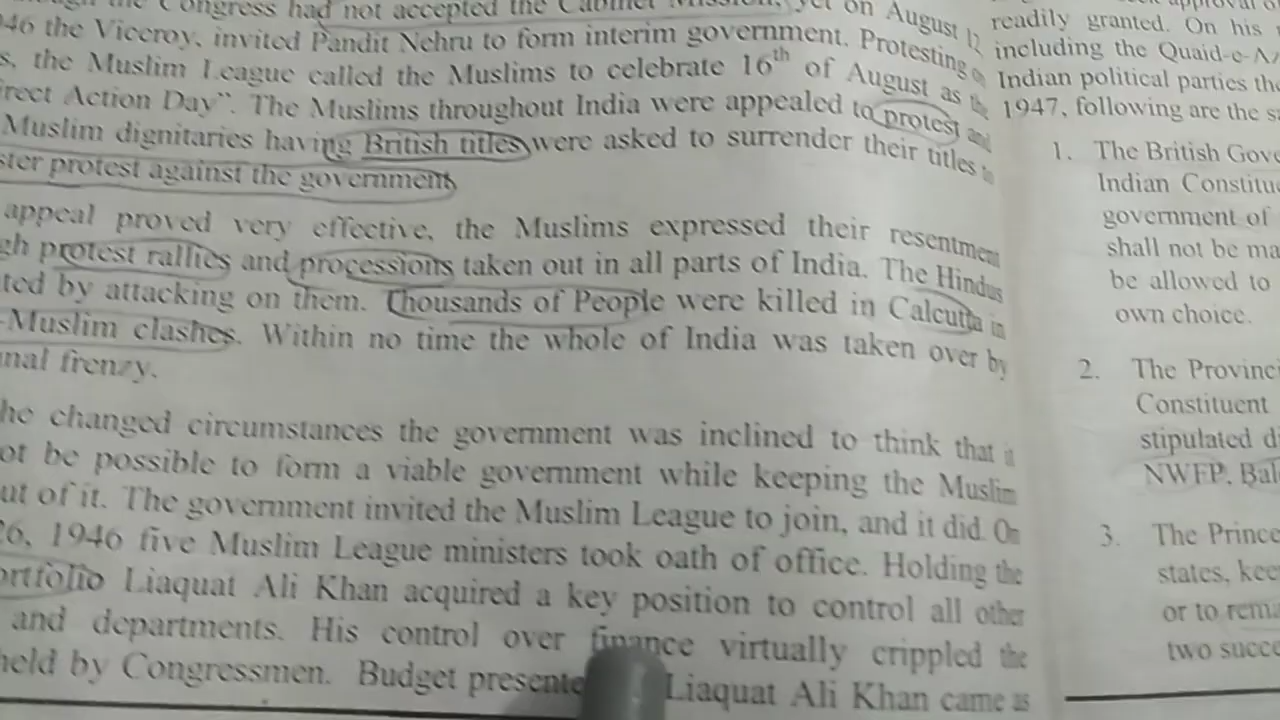 Congress had not accepted the Cabinet Mission, yet on August 12,
46 the Viceroy, invited Pandit Nehru to form interim government. Protesting on
s, the Muslim League called the Muslims to celebrate 16th of August as the
irect Action Day". The Muslims throughout India were appealed to protest and
Muslim dignitaries having British titles were asked to surrender their titles to
ster protest against the government
appeal proved very effective, the Muslims expressed their resentment
gh protest rallies and processions taken out in all parts of India. The Hindus
ted by attacking on them. Thousands of People were killed in Calcutta in
-Muslim clashes. Within no time the whole of India was taken over by
nal frenzy.
he changed circumstances the government was inclined to think that it
ot be possible to form a viable government while keeping the Muslim
ut of it. The government invited the Muslim League to join, and it did. On
26, 1946 five Muslim League ministers took oath of office. Holding the
ortfolio Liaquat Ali Khan acquired a key position to control all other
and departments. His control over finance virtually crippled the
held by Congressmen. Budget presente Liaquat Ali Khan came as
readily granted. On his
including the Quaid-e-A
Indian political parties the
1947, following are the s
1. The British Gove
Indian Constitu
government of
shall not be ma
be allowed to
own choice.
2. The Provinc
Constituent
stipulated di
NWFP, Bal
3. The Prince
states, kee
or to rema
two succe